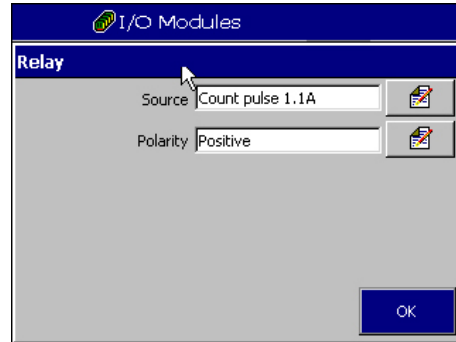 I/O Modules
Relay
Source Count pulse 1.1A
Polarity Positive
OK